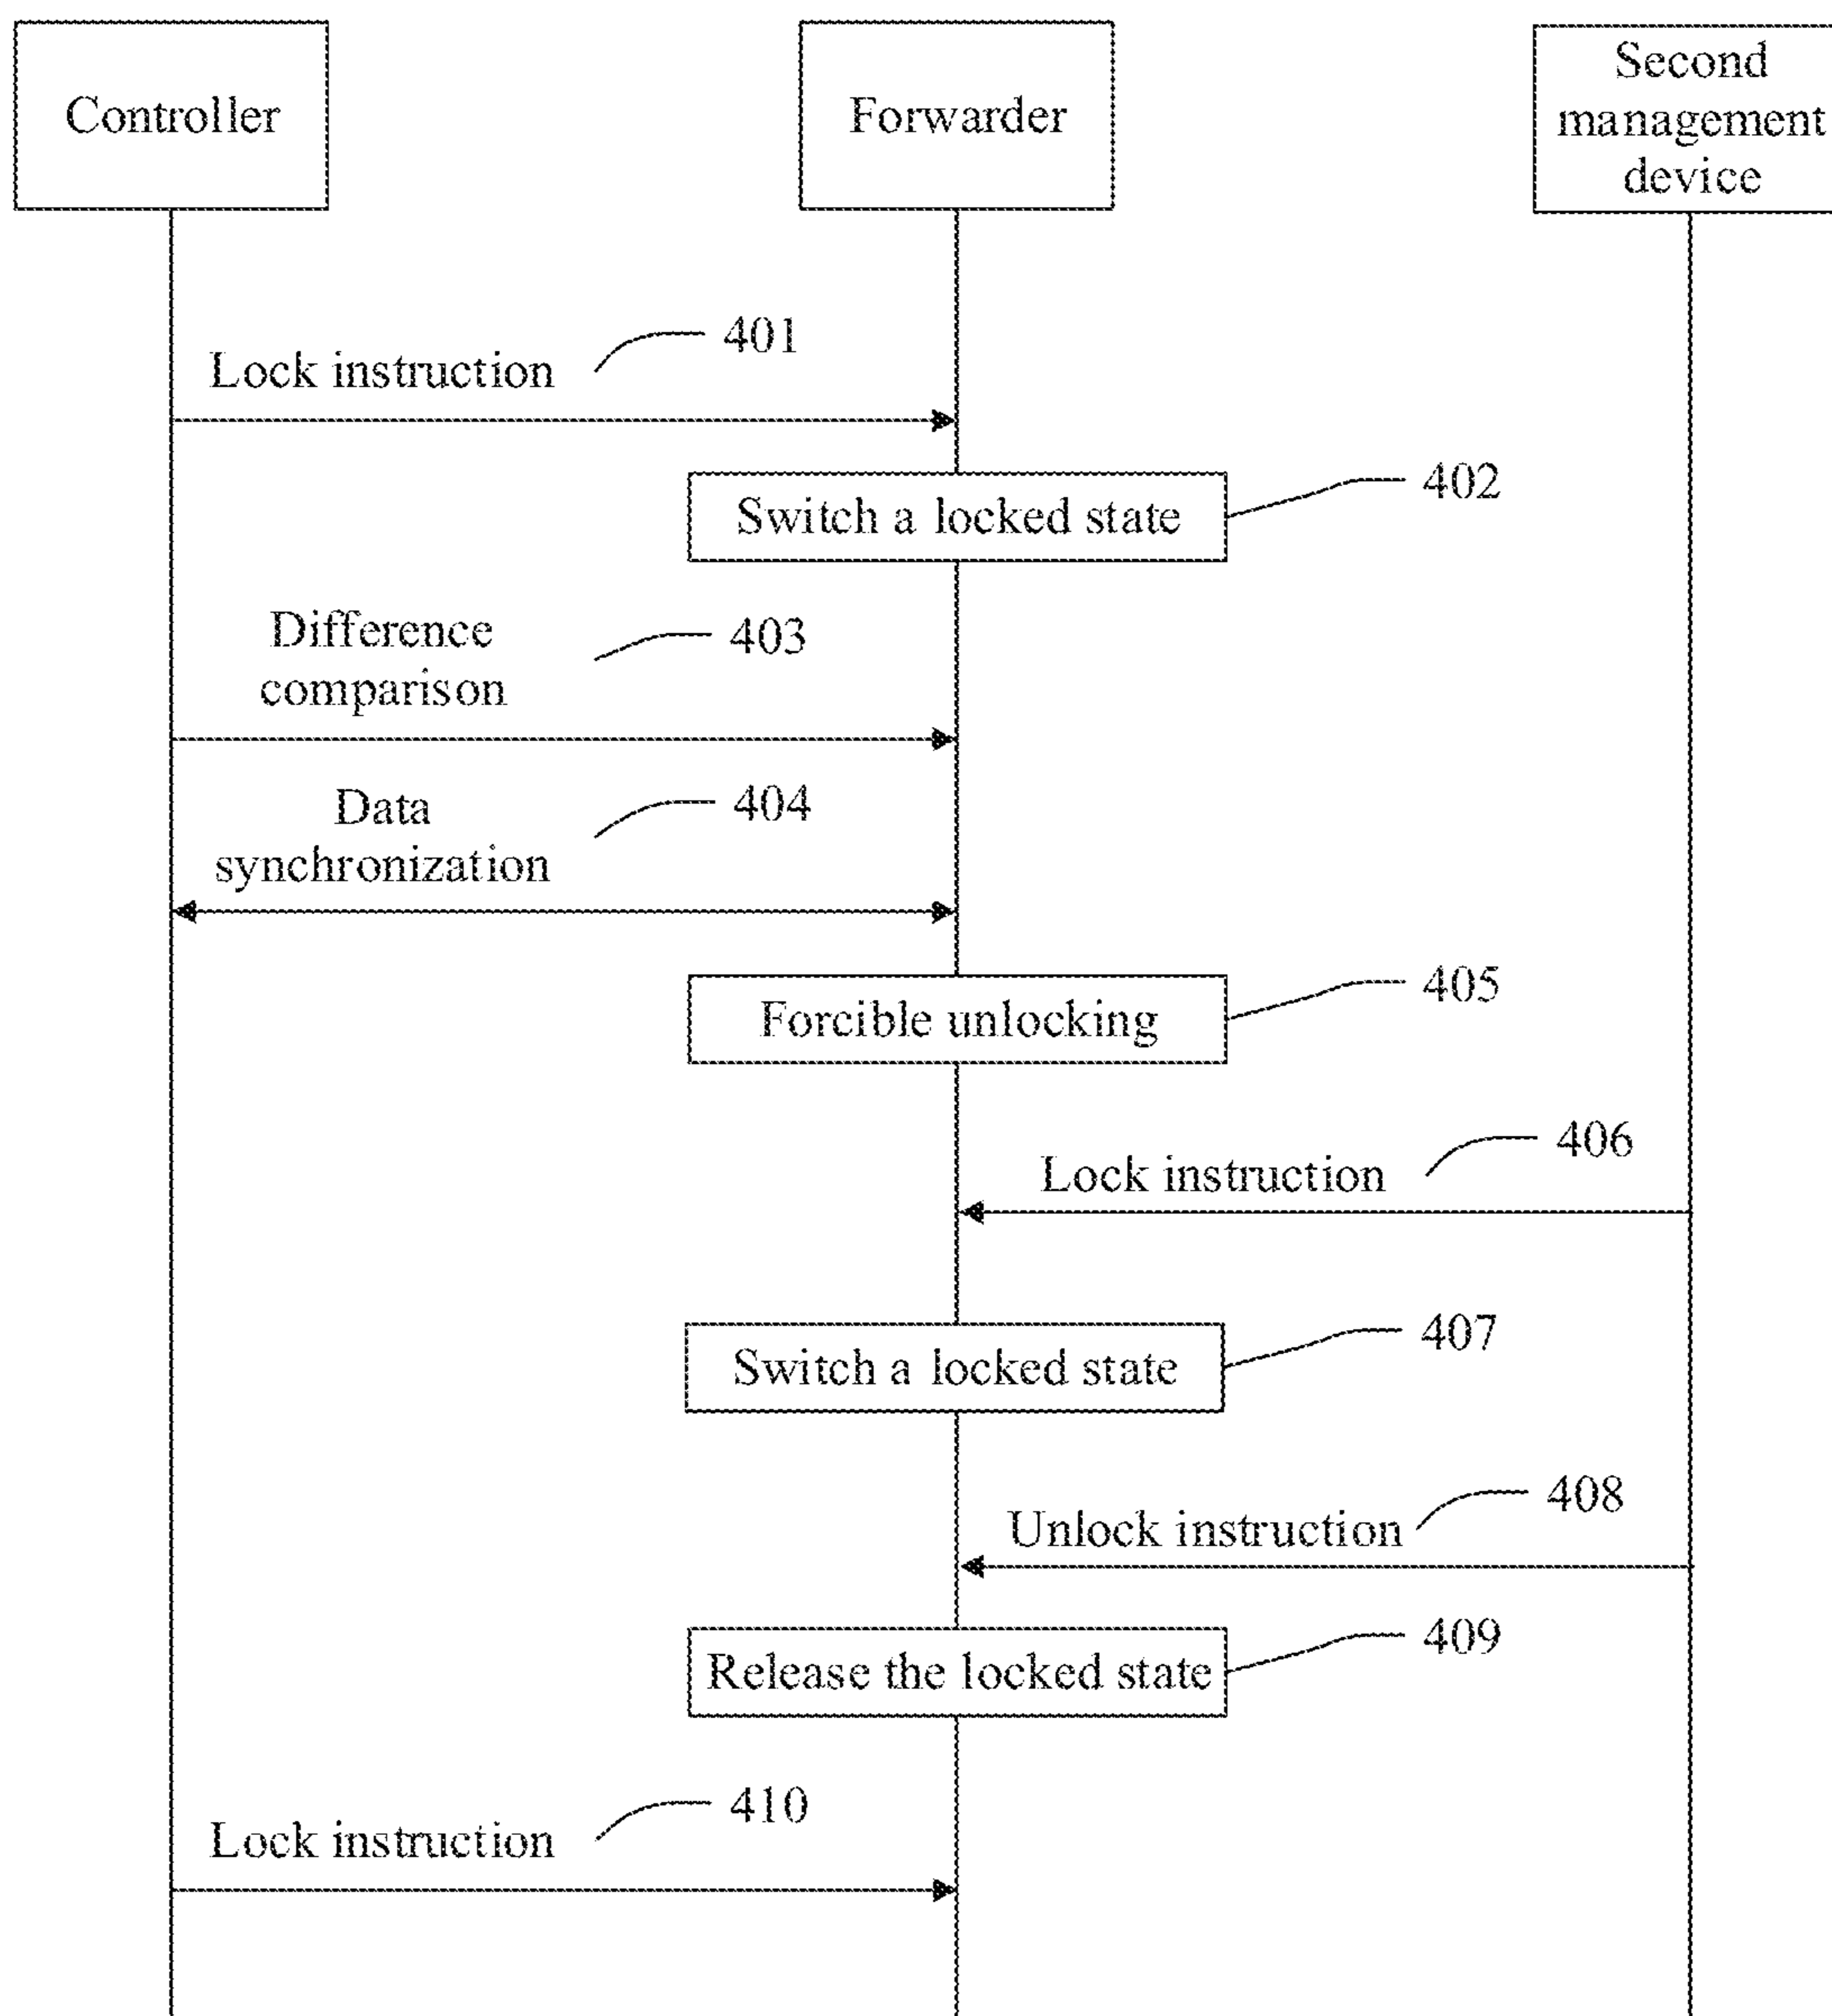 Controller
Forwarder
Second
management
device
401
Lock instruction
402
Switch a locked state
403
Difference
comparison
404
Data
synchronization
405
Forcible unlocking
406
Lock instruction
407
Switch a locked state
408
Unlock instruction
409
Release the locked state
410
Lock instruction